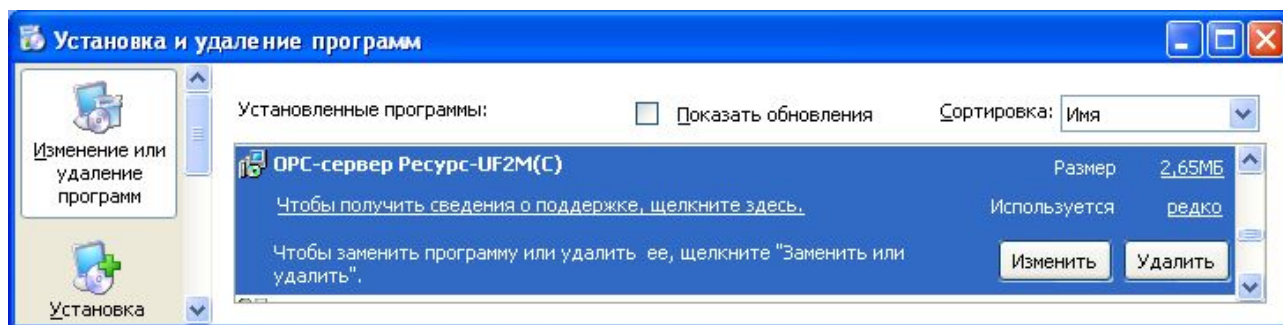 Установка и удаление программ
Изменение или
удаление
программ
Установка
Установленные программы:
Показать обновления
Сортировка:
Имя
OPC-сервер Ресурс-UF2M(C)
Размер
2,65МБ
Чтобы получить сведения о поддержке, щелкните здесь.
Используется
редко
Чтобы заменить программу или удалить ее, щелкните "Заменить или
удалить".
Изменить
Удалить